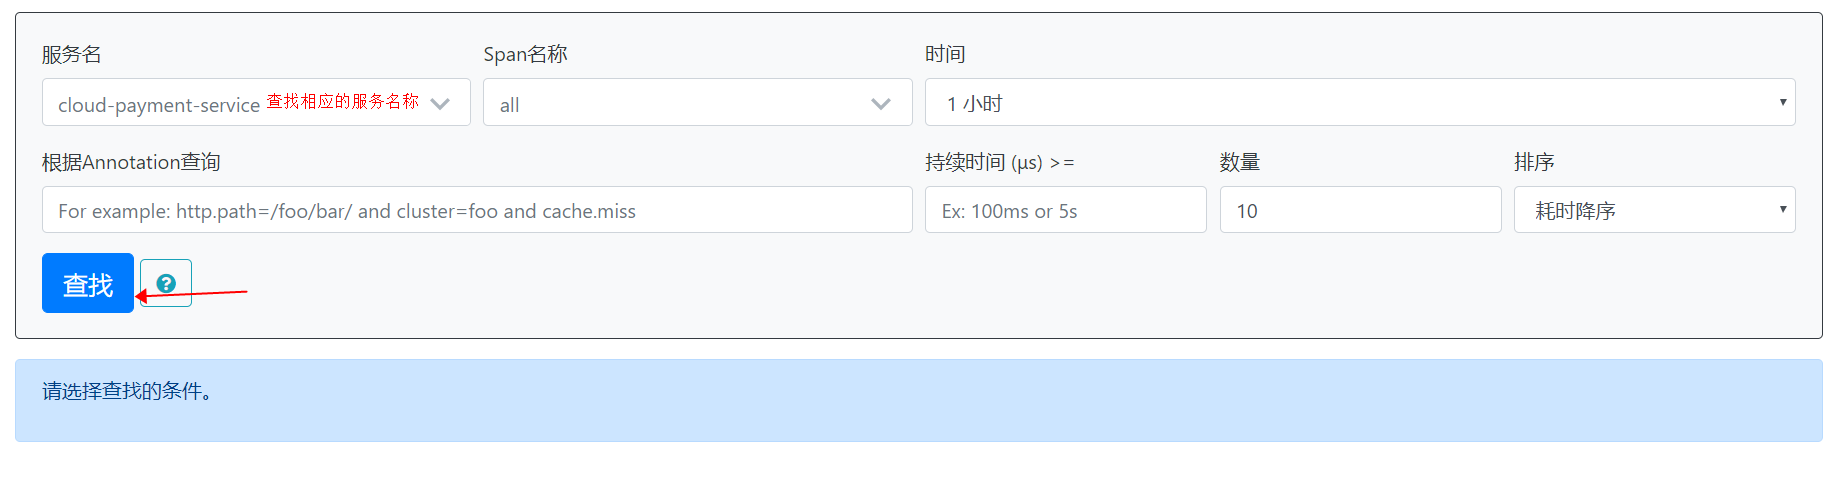 服务名
Span名称
时间
cloud-payment-service 查找相应的服务名称
all
1 小时
根据Annotation查询
持续时间 (μs) >=
数量
排序
For example: http.path=/foo/bar/ and cluster=foo and cache.miss
Ex: 100ms or 5s
10
耗时降序
查找
?
请选择查找的条件。